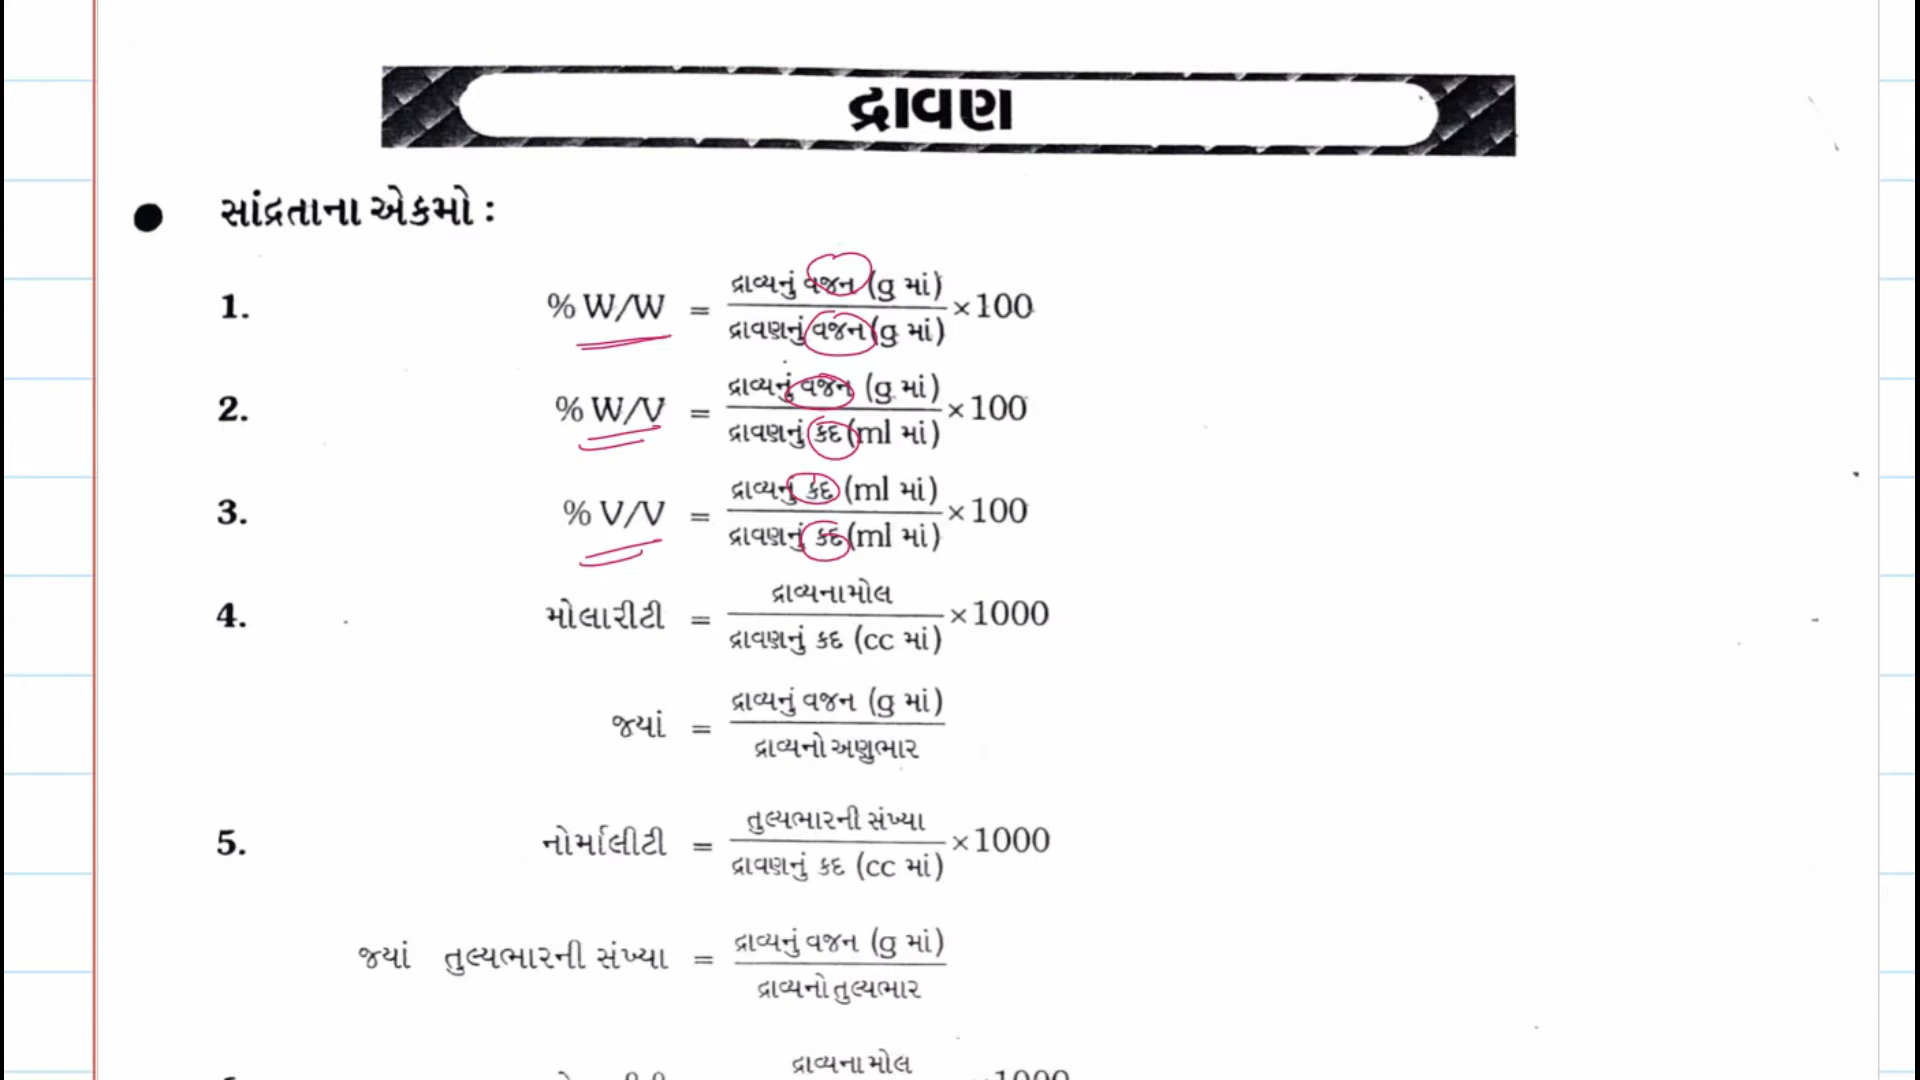 દ્રાવણ
● સાંદ્રતાના એકમો :
1. % W/W = દ્રાવ્યનું વજન (g માં) / દ્રાવણનું વજન (g માં) × 100
2. % W/V = દ્રાવ્યનું વજન (g માં) / દ્રાવણનું કદ (ml માં) × 100
3. % V/V = દ્રાવ્યનું કદ (ml માં) / દ્રાવણનું કદ (ml માં) × 100
4. મોલારીટી = દ્રાવ્યના મોલ / દ્રાવણનું કદ (cc માં) × 1000
જ્યાં = દ્રાવ્યનું વજન (g માં) / દ્રાવ્યનો અણુભાર
5. નોર્માલીટી = તુલ્યભારની સંખ્યા / દ્રાવણનું કદ (cc માં) × 1000
જ્યાં તુલ્યભારની સંખ્યા = દ્રાવ્યનું વજન (g માં) / દ્રાવ્યનો તુલ્યભાર
દ્રાવ્યના મોલ
×1000